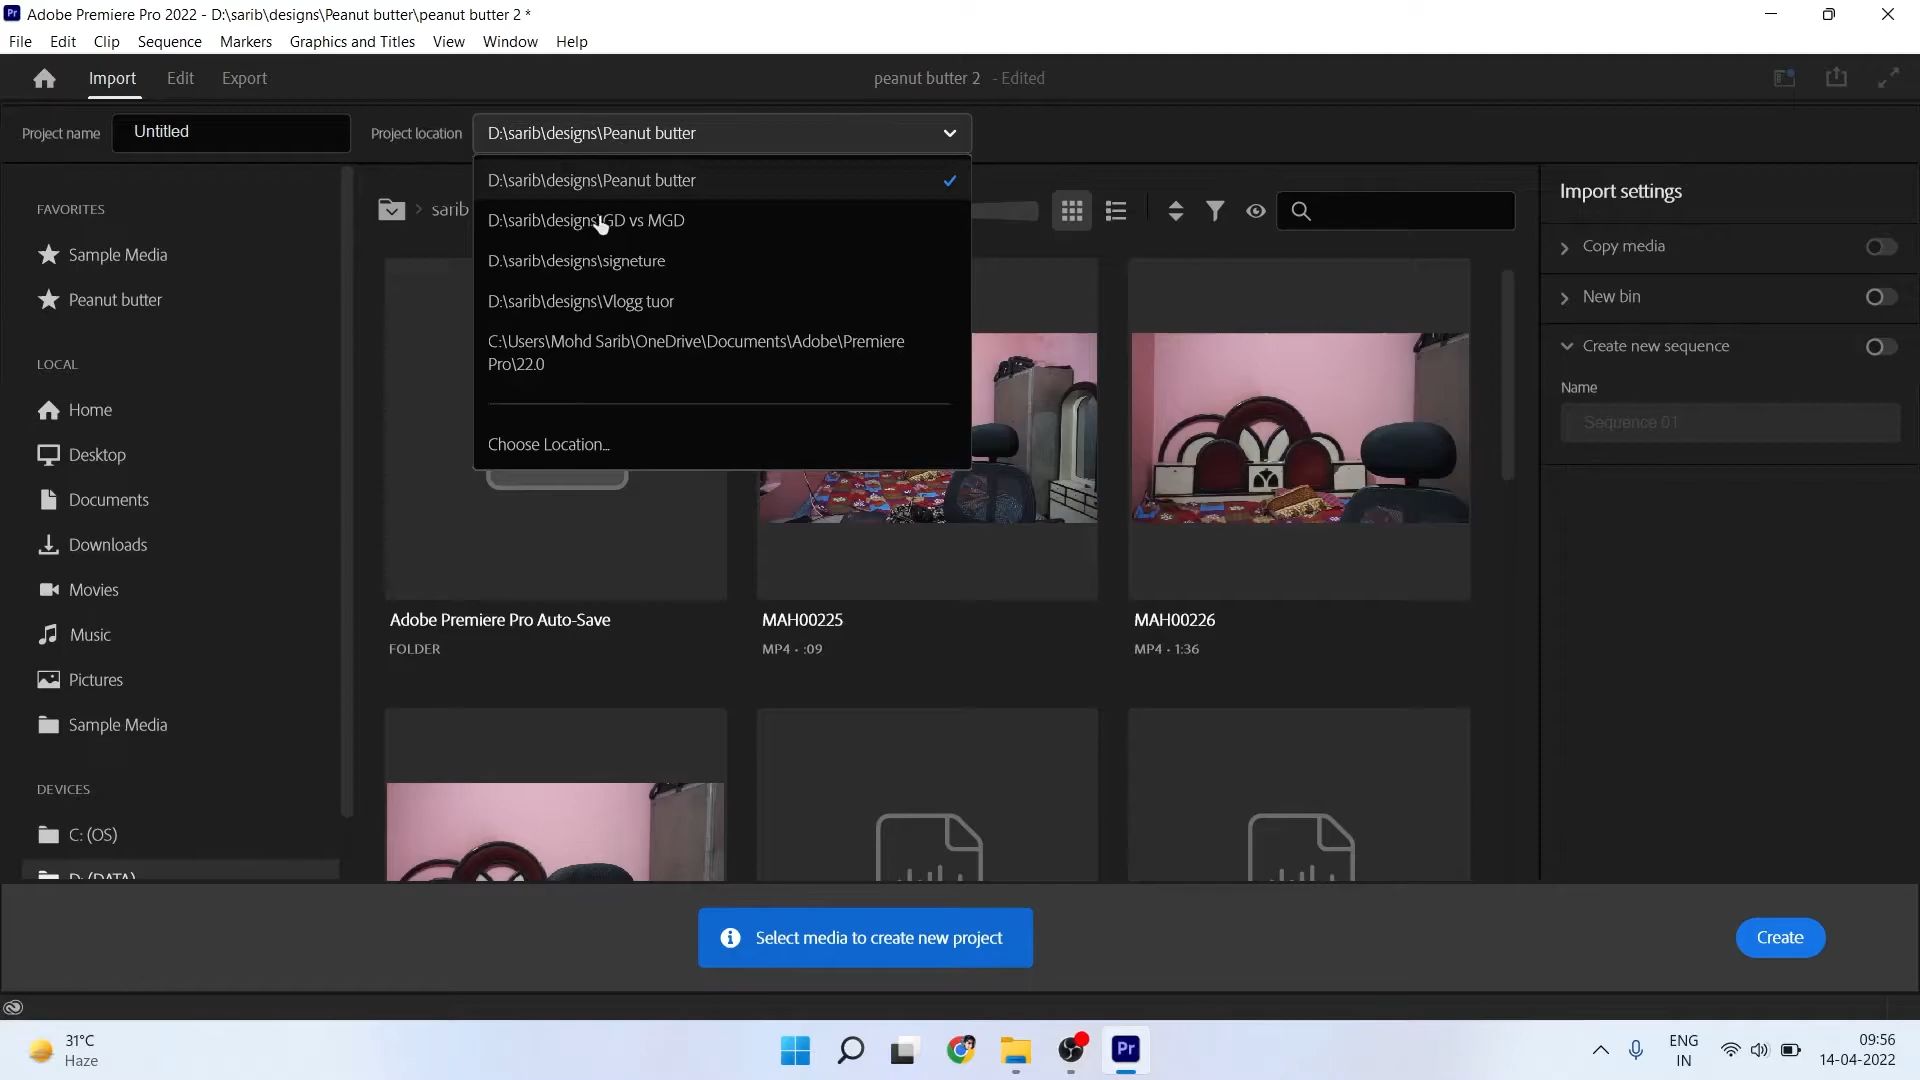 Pr Adobe Premiere Pro 2022 - D:\sarib\designs\Peanut butter\peanut butter 2 *
File Edit Clip Sequence Markers Graphics and Titles View Window Help
Import Edit Export peanut butter 2 - Edited
Project name Untitled Project location D:\sarib\designs\Peanut butter
D:\sarib\designs\Peanut butter
D:\sarib\designs\GD vs MGD
D:\sarib\designs\signeture
D:\sarib\designs\Vlogg tuor
C:\Users\Mohd Sarib\OneDrive\Documents\Adobe\Premiere
Pro\22.0
Choose Location...
FAVORITES
Sample Media
Peanut butter
LOCAL
Home
Desktop
Documents
Downloads
Movies
Music
Pictures
Sample Media
DEVICES
C: (OS)
D: (DATA)
sarib
Adobe Premiere Pro Auto-Save
FOLDER
MAH00225
MP4 · :09
MAH00226
MP4 · 1:36
Import settings
Copy media
New bin
Create new sequence
Name
Sequence 01
Select media to create new project
Create
31°C
Haze
Pr
ENG
IN
09:56
14-04-2022